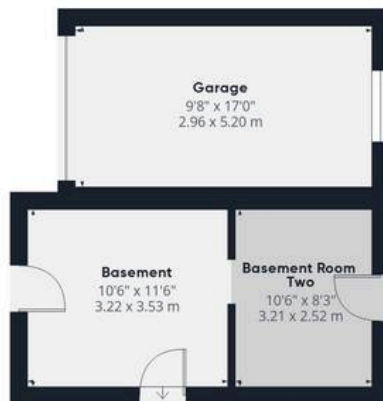 Garage
9'8" x 17'0"
2.96 x 5.20 m
Basement
10'6" x 11'6"
3.22 x 3.53 m
Basement Room
Two
10'6" x 8'3"
3.21 x 2.52 m